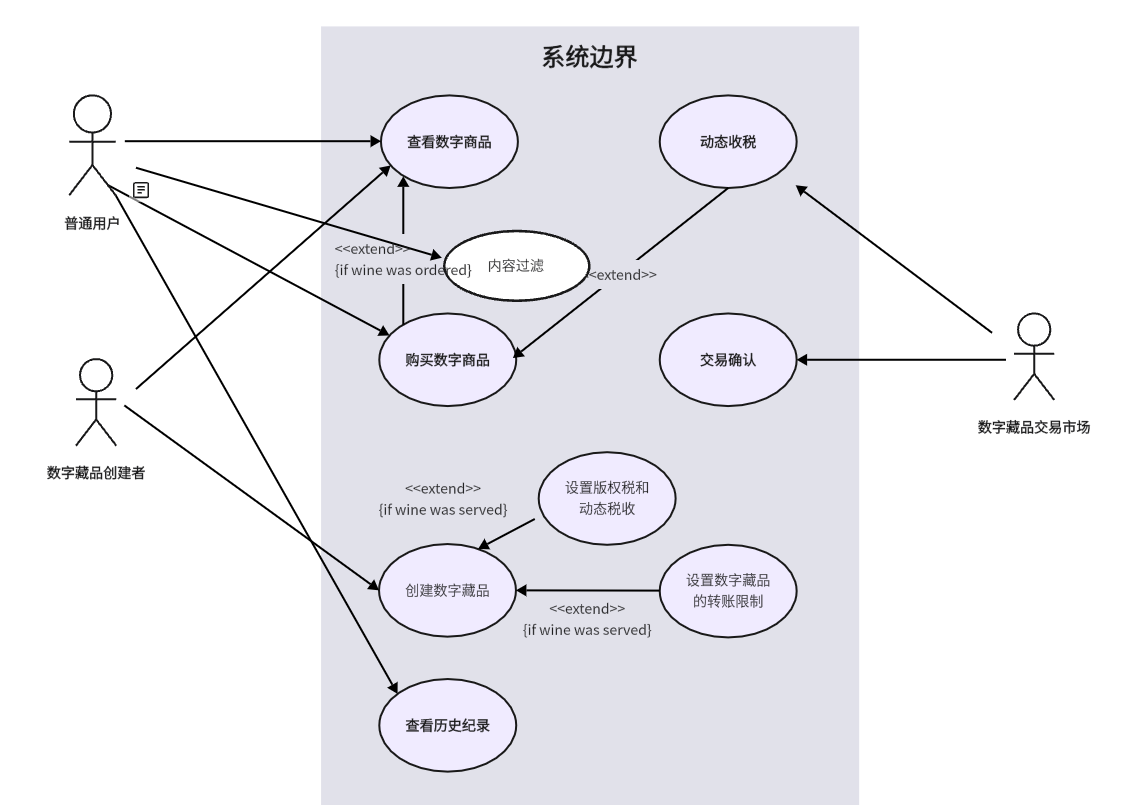 系统边界
查看数字商品
动态收税
普通用户
<<extend>>
{if wine was ordered}
内容过滤
<extend>>
购买数字商品
交易确认
数字藏品交易市场
数字藏品创建者
<<extend>>
{if wine was served}
设置版权税和
动态税收
创建数字藏品
设置数字藏品
的转账限制
<<extend>>
{if wine was served}
查看历史纪录